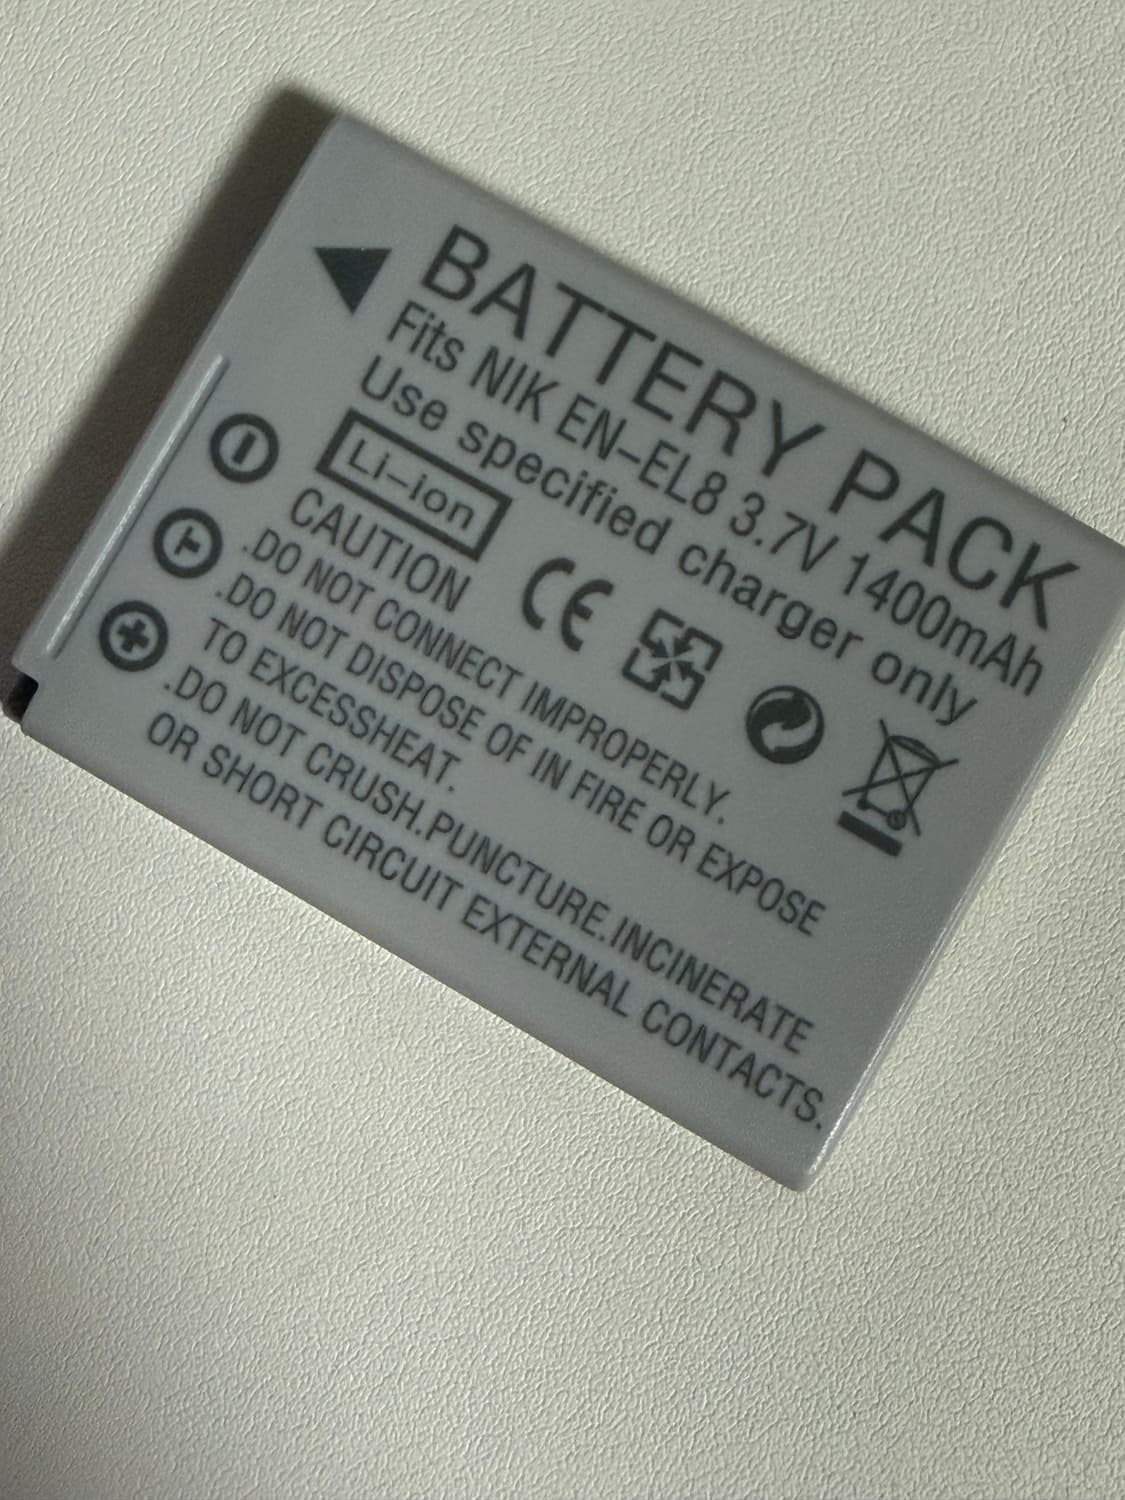 BATTERY PACK
Fits NIK EN-EL8 3.7V 1400mAh
Use specified charger only
Li-ion
CE
CAUTION
.DO NOT CONNECT IMPROPERLY.
.DO NOT DISPOSE OF IN FIRE OR EXPOSE
TO EXCESSHEAT.
.DO NOT CRUSH.PUNCTURE.INCINERATE
OR SHORT CIRCUIT EXTERNAL CONTACTS.
T